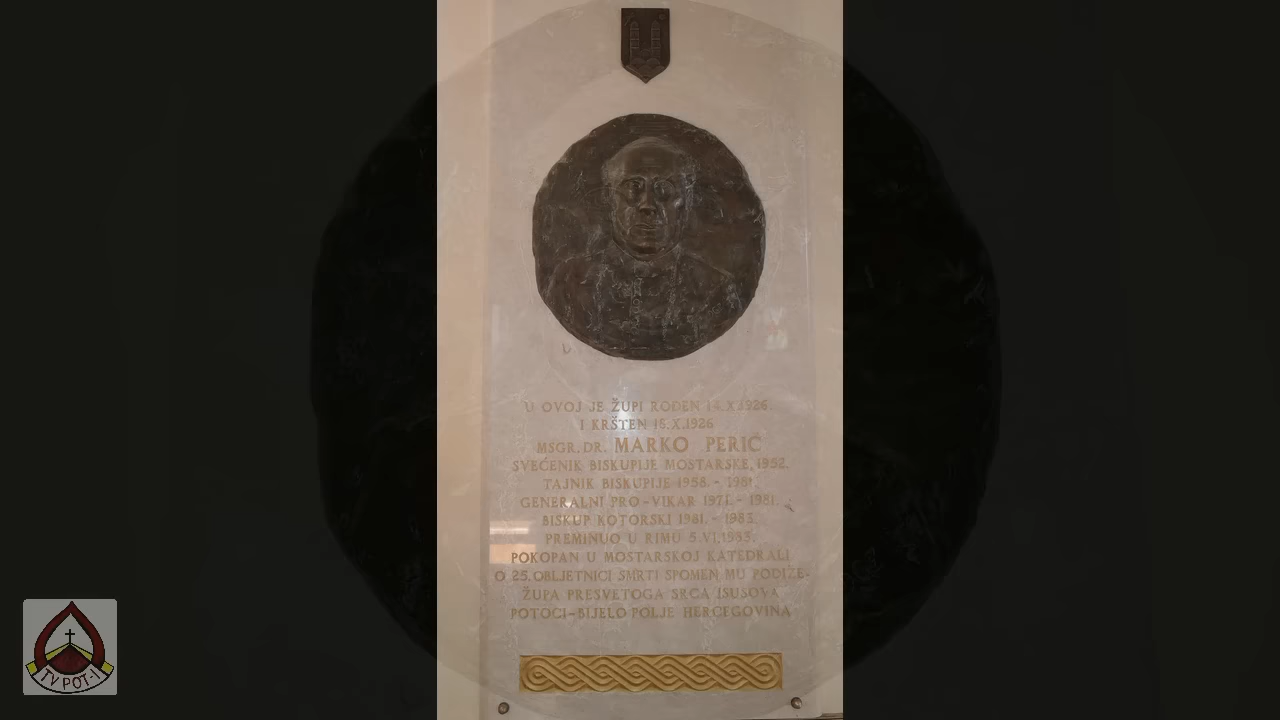 U OVOJ JE ŽUPI ROĐEN 14.X.1926.
I KRŠTEN 16.X.1926
MSGR. DR. MARKO PERIĆ
SVEĆENIK BISKUPIJE MOSTARSKE, 1952.
TAJNIK BISKUPIJE 1958. - 1981.
GENERALNI PRO-VIKAR 1971. - 1981.
BISKUP KOTORSKI 1981. - 1983.
PREMINUO U RIMU 5.VI.1983.
POKOPAN U MOSTARSKOJ KATEDRALI
O 25. OBLJETNICI SMRTI SPOMEN MU PODIŽE-
ŽUPA PRESVETOGA SRCA ISUSOVA
POTOCI-BIJELO POLJE HERCEGOVINA
TV POT-I